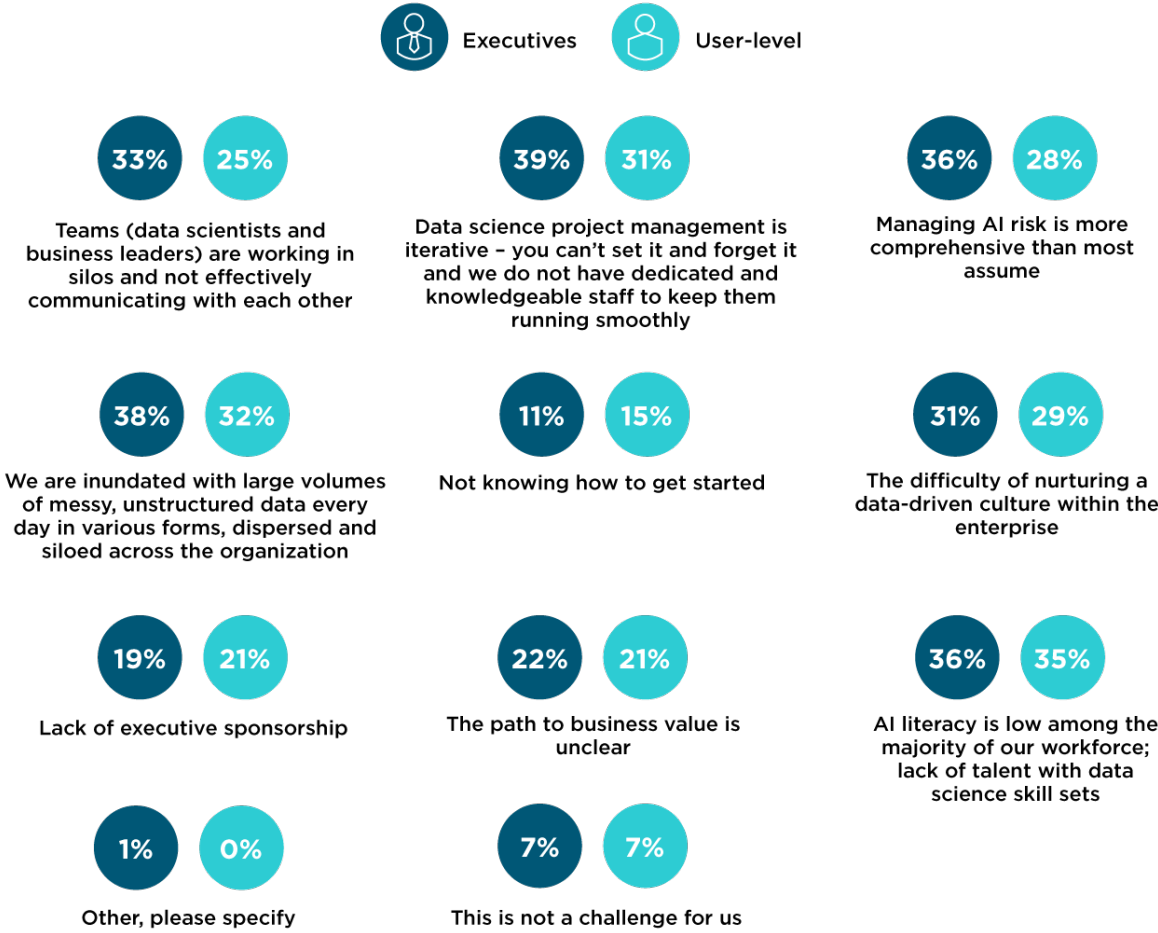 Executives
User-level
33%
25%
Teams (data scientists and
business leaders) are working in
silos and not effectively
communicating with each other
39%
31%
Data science project management is
iterative – you can’t set it and forget it
and we do not have dedicated and
knowledgeable staff to keep them
running smoothly
36%
28%
Managing AI risk is more
comprehensive than most
assume
38%
32%
We are inundated with large volumes
of messy, unstructured data every
day in various forms, dispersed and
siloed across the organization
11%
15%
Not knowing how to get started
31%
29%
The difficulty of nurturing a
data-driven culture within the
enterprise
19%
21%
Lack of executive sponsorship
22%
21%
The path to business value is
unclear
36%
35%
AI literacy is low among the
majority of our workforce;
lack of talent with data
science skill sets
1%
0%
Other, please specify
7%
7%
This is not a challenge for us